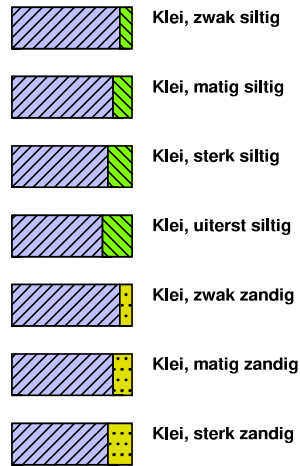 Klei, zwak siltig
Klei, matig siltig
Klei, sterk siltig
Klei, uiterst siltig
Klei, zwak zandig
Klei, matig zandig
Klei, sterk zandig